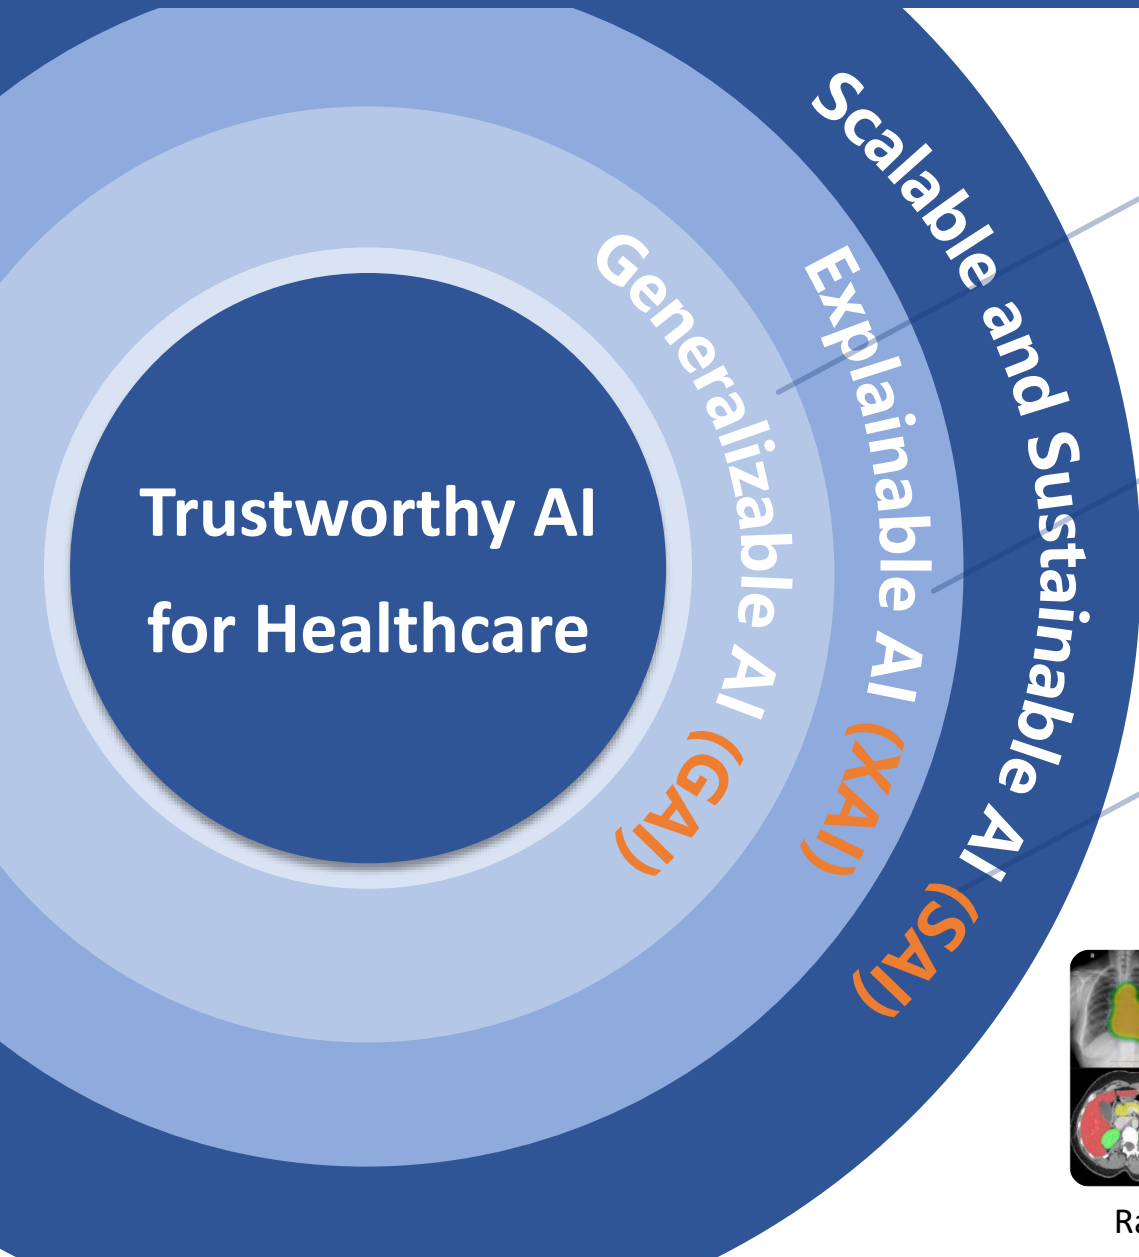 Trustworthy AI
for Healthcare
Generalizable AI (GAI)
Explainable AI (XAI)
Scalable and Sustainable AI (SAI)